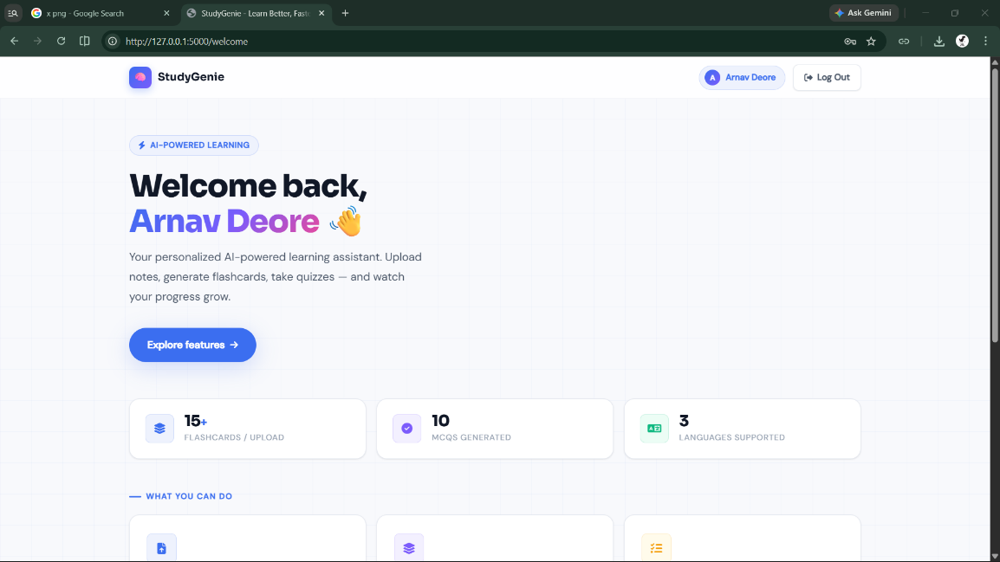 x png - Google Search
StudyGenie - Learn Better, Faste
Ask Gemini
http://127.0.0.1:5000/welcome
StudyGenie
A
Arnav Deore
Log Out
AI-POWERED LEARNING
Welcome back,
Arnav Deore 👋
Your personalized AI-powered learning assistant. Upload
notes, generate flashcards, take quizzes — and watch
your progress grow.
Explore features →
15+
FLASHCARDS / UPLOAD
10
MCQS GENERATED
3
LANGUAGES SUPPORTED
WHAT YOU CAN DO